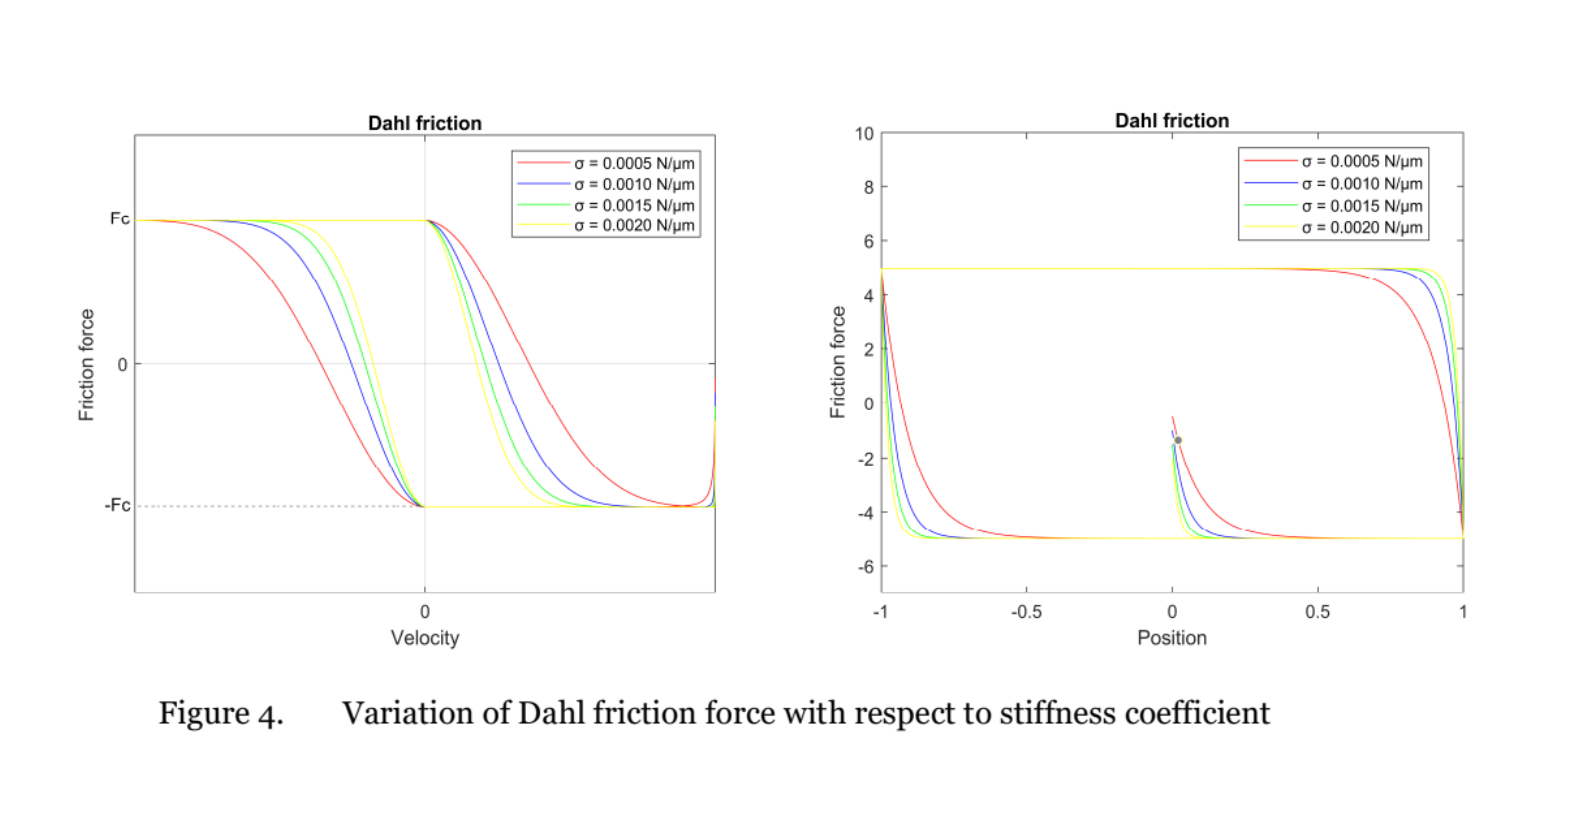 Dahl friction
σ = 0.0005 N/μm
σ = 0.0010 N/μm
σ = 0.0015 N/μm
σ = 0.0020 N/μm
Fc
0
-Fc
Friction force
0
Velocity
Dahl friction
σ = 0.0005 N/μm
σ = 0.0010 N/μm
σ = 0.0015 N/μm
σ = 0.0020 N/μm
10
8
6
4
2
0
-2
-4
-6
Friction force
-1 -0.5 0 0.5 1
Position
Figure 4. Variation of Dahl friction force with respect to stiffness coefficient